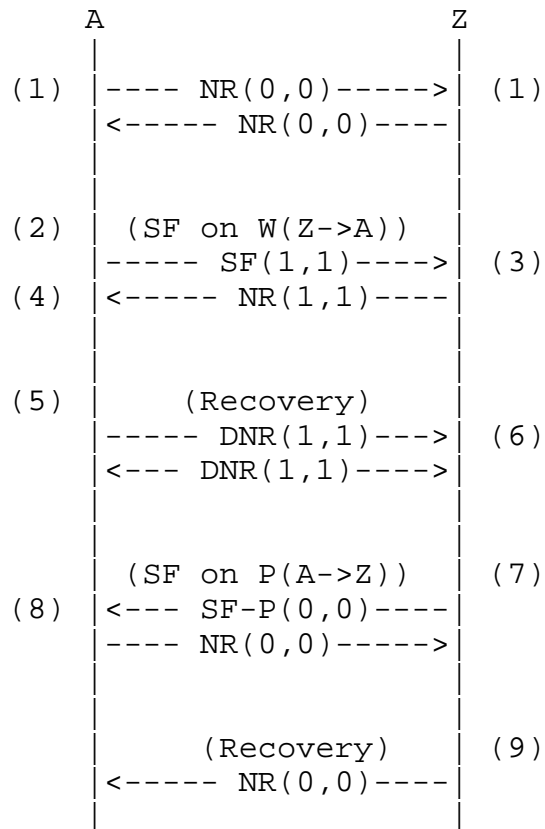 A Z
(1) |---- NR(0,0)----->| (1)
|<----- NR(0,0)----|
(2) | (SF on W(Z->A)) |
|----- SF(1,1)---->| (3)
(4) |<----- NR(1,1)----|
(5) | (Recovery) |
|----- DNR(1,1)--->| (6)
|<--- DNR(1,1)---->|
| (SF on P(A->Z)) | (7)
(8) |<--- SF-P(0,0)----|
|---- NR(0,0)----->|
| (Recovery) | (9)
|<----- NR(0,0)----|